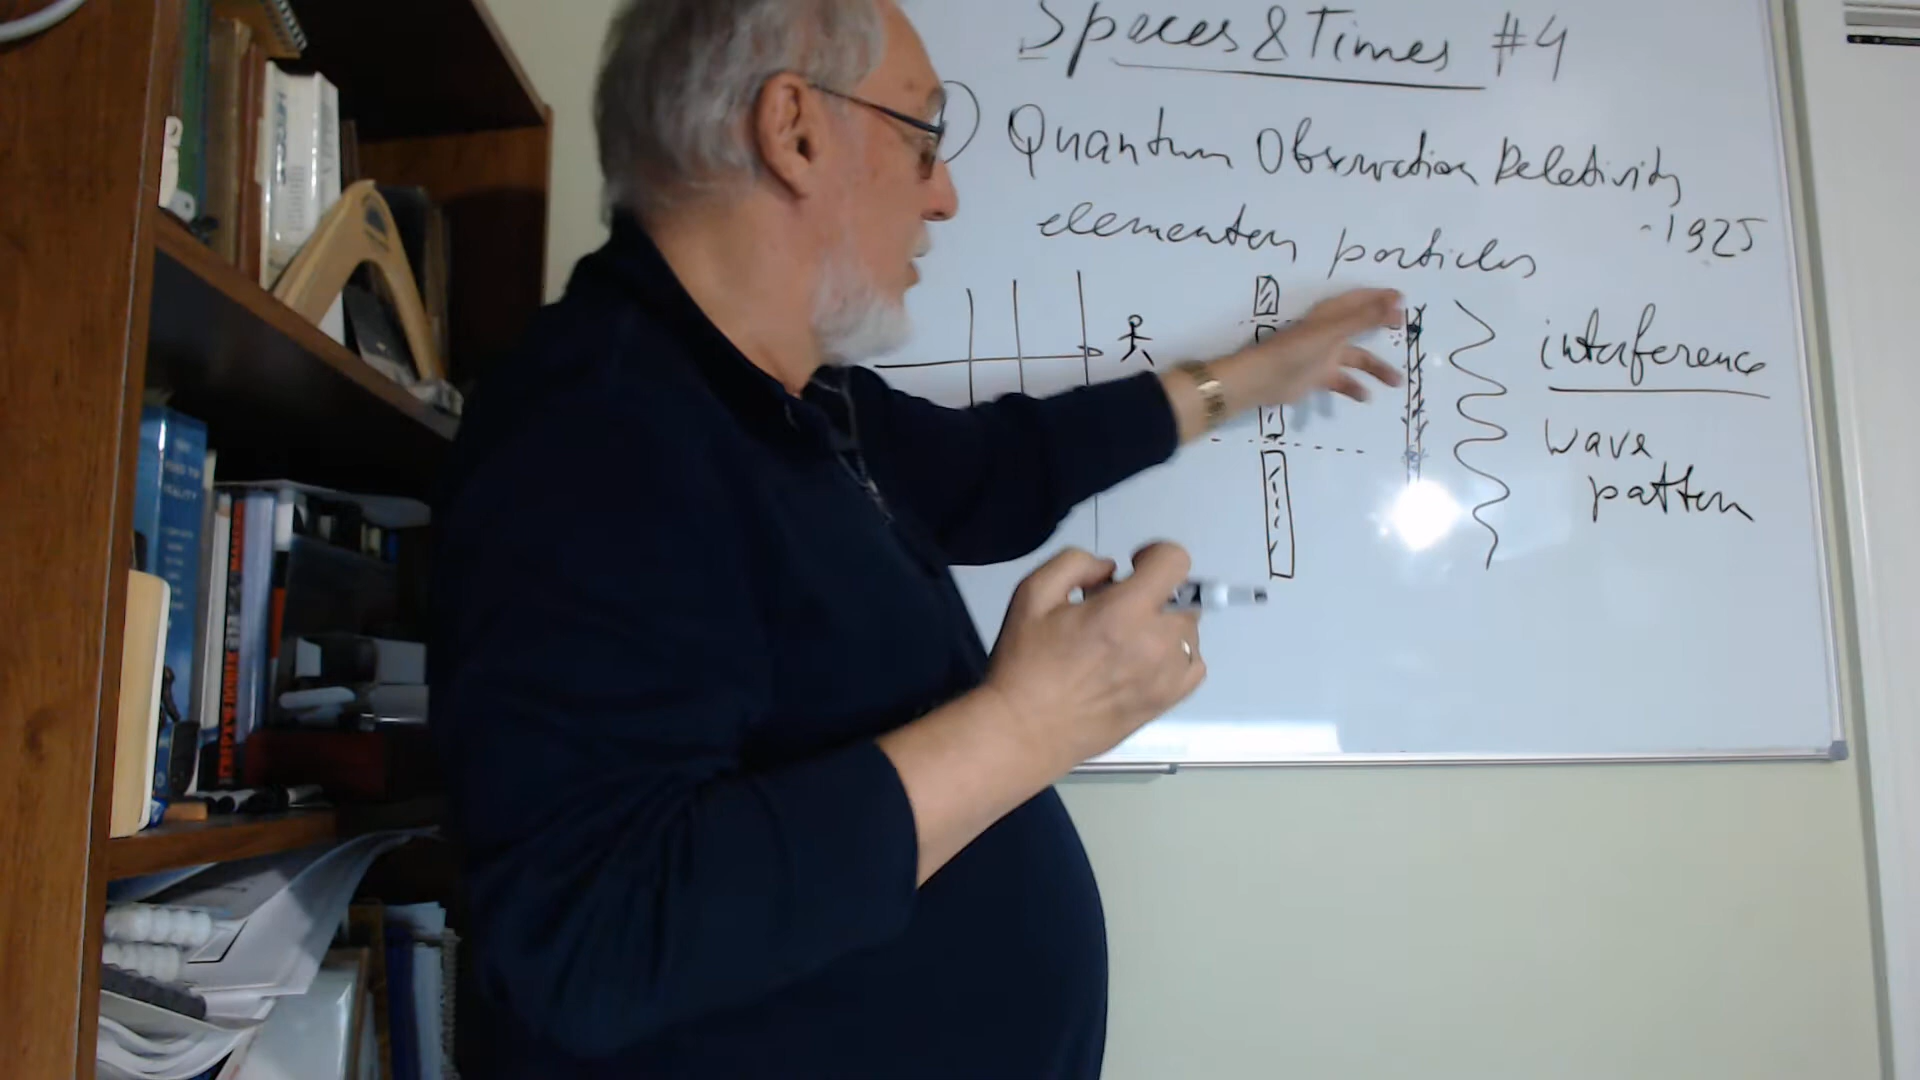 Spaces & Times #4
Quantum Observation Relativity
~1925
elementary particles
interference
wave
pattern